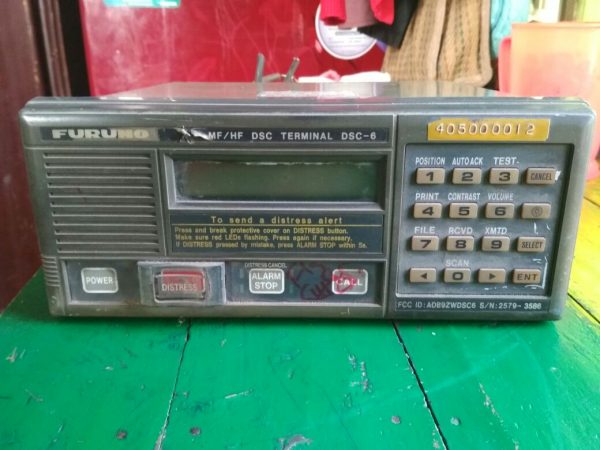 FURUNO
MF/HF DSC TERMINAL DSC-6
405000012
To send a distress alert
Press and break protective cover on DISTRESS button.
Make sure red LEDs flashing. Press again if necessary.
If DISTRESS pressed by mistake, press ALARM STOP within 5s.
POWER
DISTRESS
DISTRESS CANCEL
ALARM STOP
CALL
POSITION AUTO ACK TEST
1 2 3 CANCEL
PRINT CONTRAST VOLUME
4 5 6
FILE RCVD XMTD
7 8 9 SELECT
SCAN
◀ 0 ▶ ENT
FCC ID: ADB9ZWDSC6 S/N: 2579-3586